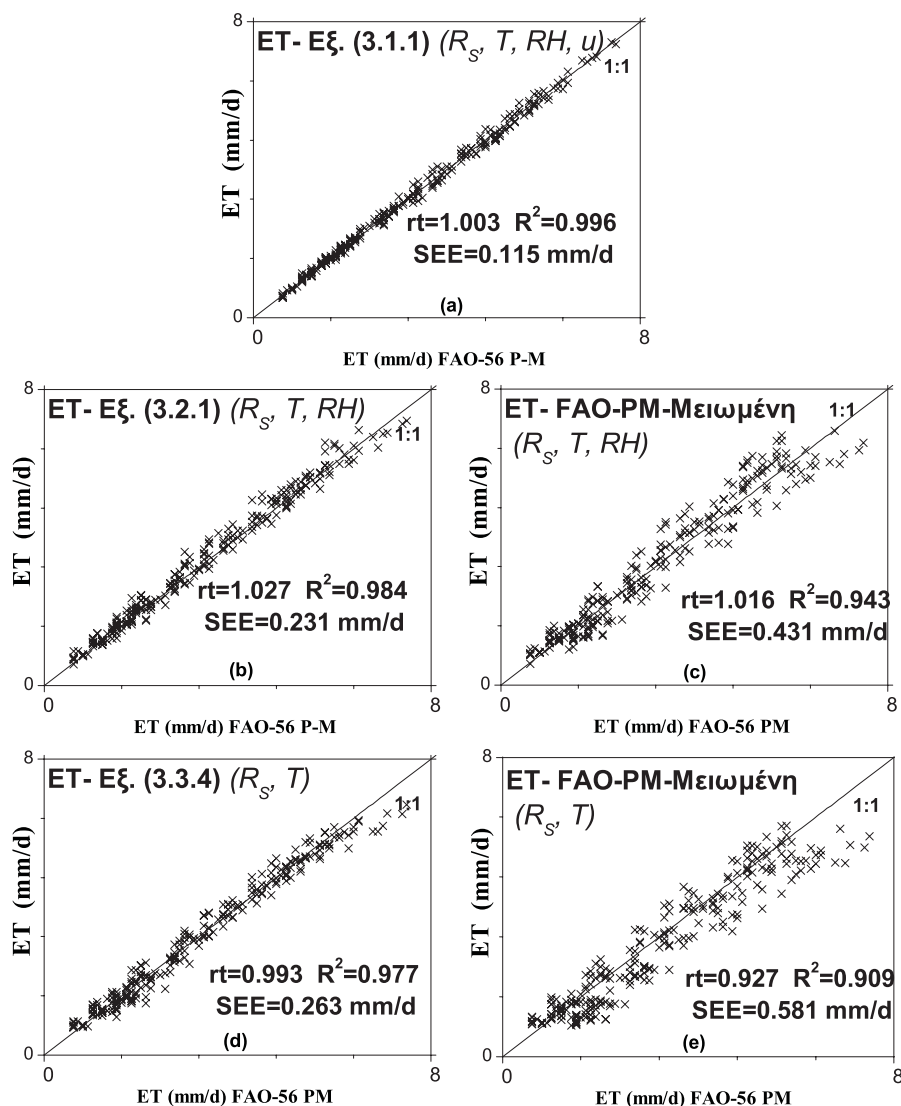 8
ET- Εξ. (3.1.1) (R_S, T, RH, u)
1:1
ET (mm/d)
rt=1.003 R²=0.996
SEE=0.115 mm/d
(a)
0
0
8
ET (mm/d) FAO-56 P-M
8
ET- Εξ. (3.2.1) (R_S, T, RH)
1:1
ET (mm/d)
rt=1.027 R²=0.984
SEE=0.231 mm/d
(b)
0
0
8
ET (mm/d) FAO-56 P-M
8
ET- FAO-PM-Μειωμένη
1:1
(R_S, T, RH)
ET (mm/d)
rt=1.016 R²=0.943
SEE=0.431 mm/d
(c)
0
0
8
ET (mm/d) FAO-56 PM
8
ET- Εξ. (3.3.4) (R_S, T)
1:1
ET (mm/d)
rt=0.993 R²=0.977
SEE=0.263 mm/d
(d)
0
0
8
ET (mm/d) FAO-56 PM
8
ET- FAO-PM-Μειωμένη
1:1
(R_S, T)
ET (mm/d)
rt=0.927 R²=0.909
SEE=0.581 mm/d
(e)
0
0
8
ET (mm/d) FAO-56 PM